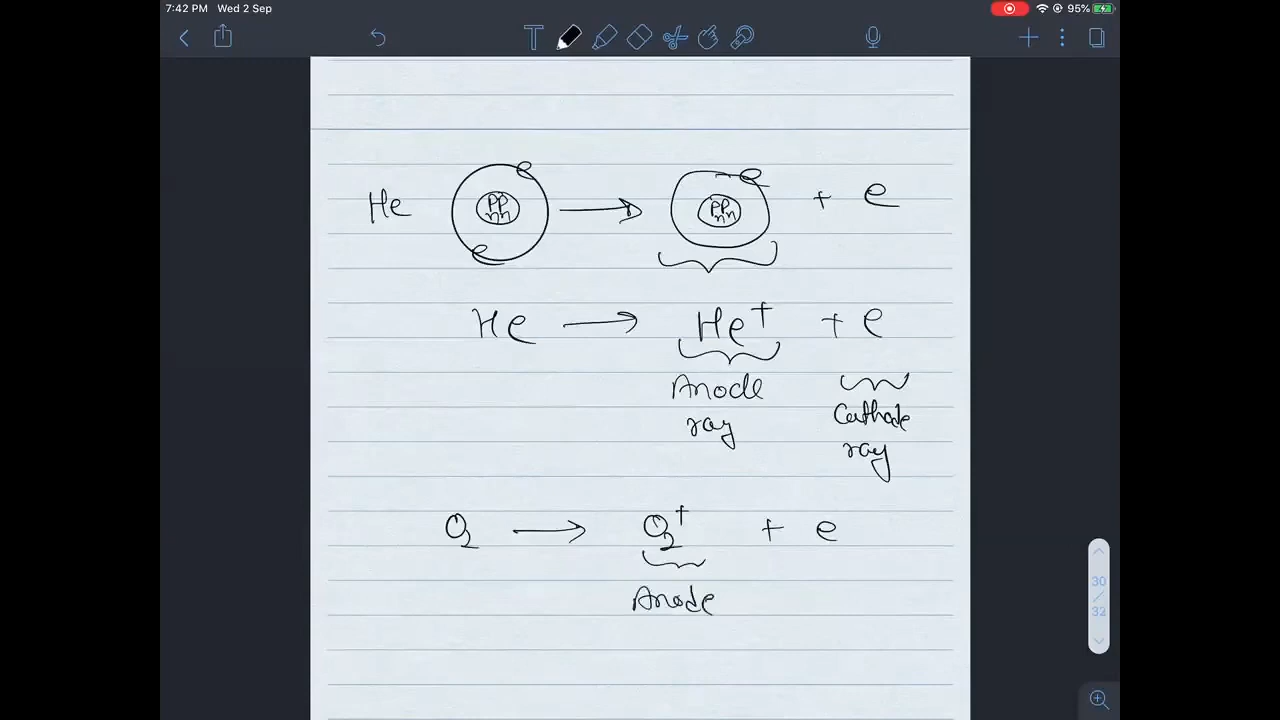 7:42 PM Wed 2 Sep
95%
T
e e
He PP nn → PP nn + e
e
He → He⁺ + e
Anode Cathode
ray ray
O₂ → O₂⁺ + e
Anode
30
/
32